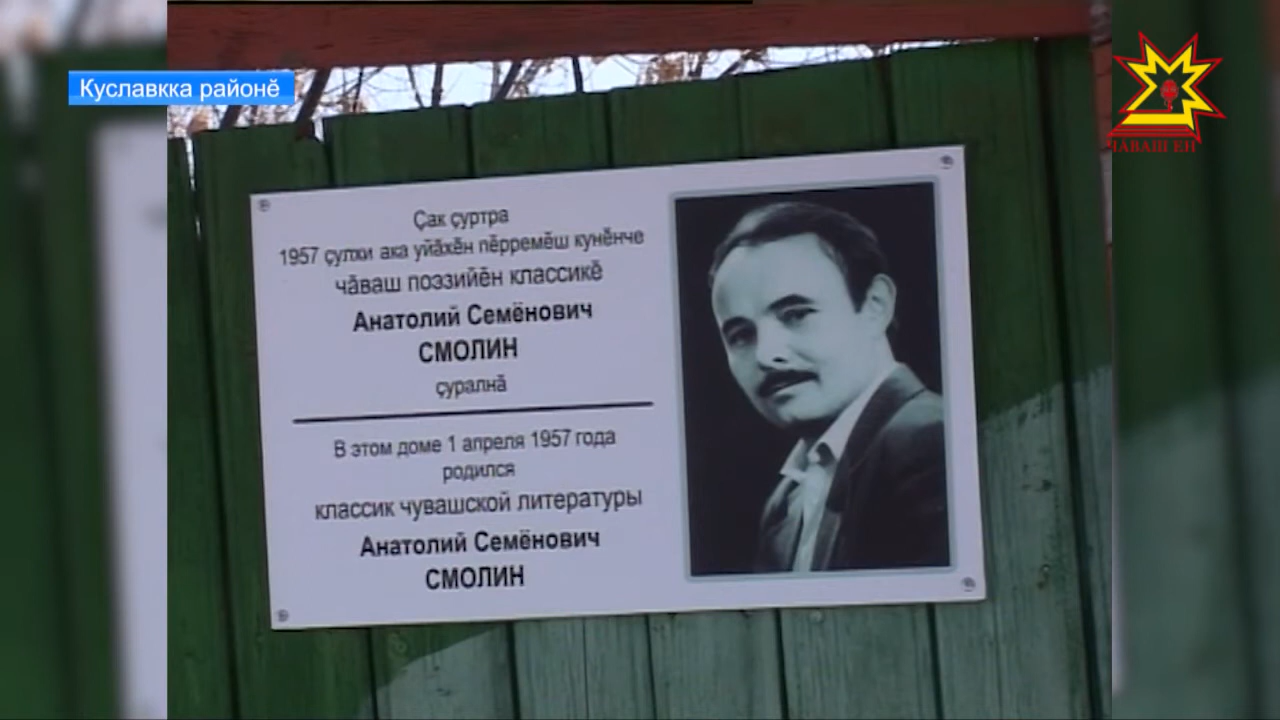 Куславкка районӗ
ЧӐВАШ ЕН
Ҫак ҫуртра
1957 ҫулхи ака уйӑхӗн пӗрремӗш кунӗнче
чӑваш поэзийӗн классикӗ
Анатолий Семёнович
СМОЛИН
ҫуралнӑ
В этом доме 1 апреля 1957 года
родился
классик чувашской литературы
Анатолий Семёнович
СМОЛИН